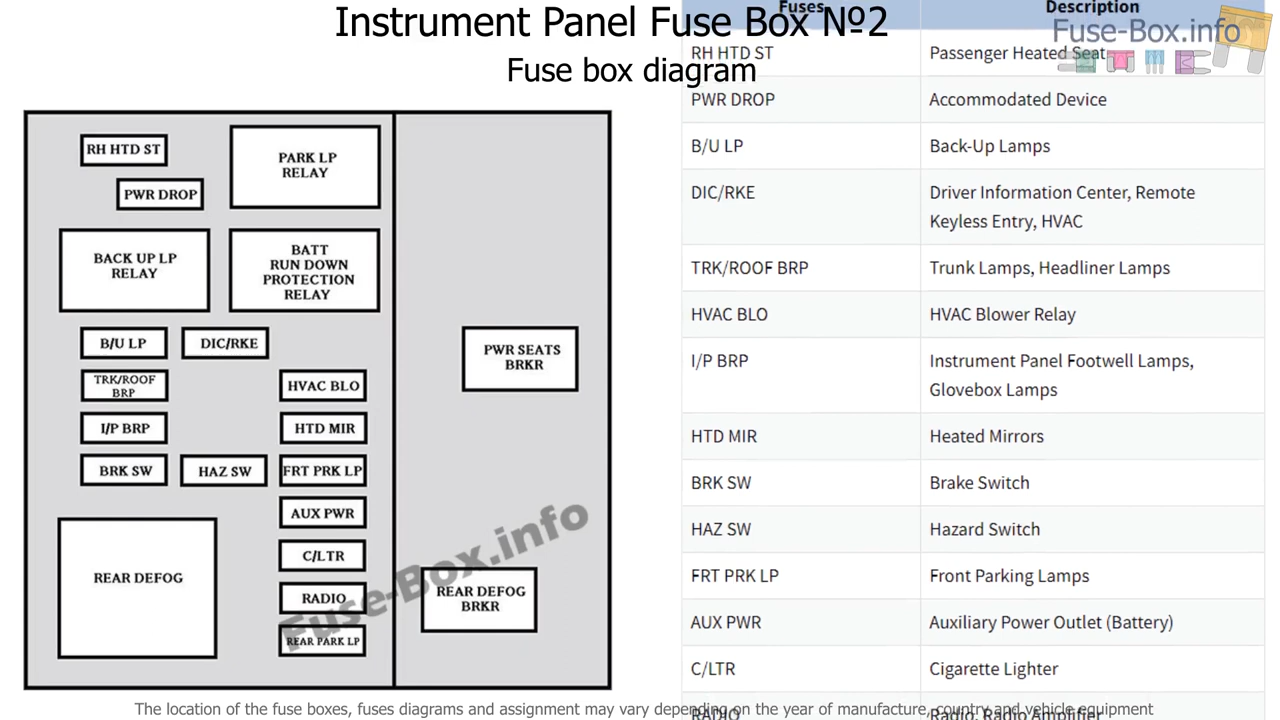 Instrument Panel Fuse Box №2
Fuse box diagram
Fuse-Box.info
RH HTD ST
PWR DROP
PARK LP
RELAY
BACK UP LP
RELAY
BATT
RUN DOWN
PROTECTION
RELAY
B/U LP
DIC/RKE
TRK/ROOF
BRP
HVAC BLO
I/P BRP
HTD MIR
BRK SW
HAZ SW
FRT PRK LP
AUX PWR
C/LTR
RADIO
REAR PARK LP
REAR DEFOG
PWR SEATS
BRKR
REAR DEFOG
BRKR
Fuse-Box.info
Fuses Description
RH HTD ST Passenger Heated Seat
PWR DROP Accommodated Device
B/U LP Back-Up Lamps
DIC/RKE Driver Information Center, Remote
Keyless Entry, HVAC
TRK/ROOF BRP Trunk Lamps, Headliner Lamps
HVAC BLO HVAC Blower Relay
I/P BRP Instrument Panel Footwell Lamps,
Glovebox Lamps
HTD MIR Heated Mirrors
BRK SW Brake Switch
HAZ SW Hazard Switch
FRT PRK LP Front Parking Lamps
AUX PWR Auxiliary Power Outlet (Battery)
C/LTR Cigarette Lighter
RADIO Radio, Radio Amplifier
The location of the fuse boxes, fuses diagrams and assignment may vary depending on the year of manufacture, country and vehicle equipment